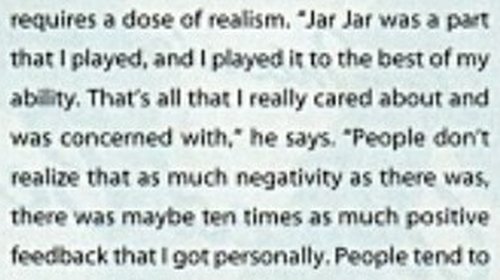 requires a dose of realism. "Jar Jar was a part
that I played, and I played it to the best of my
ability. That's all that I really cared about and
was concerned with," he says. "People don't
realize that as much negativity as there was,
there was maybe ten times as much positive
feedback that I got personally. People tend to